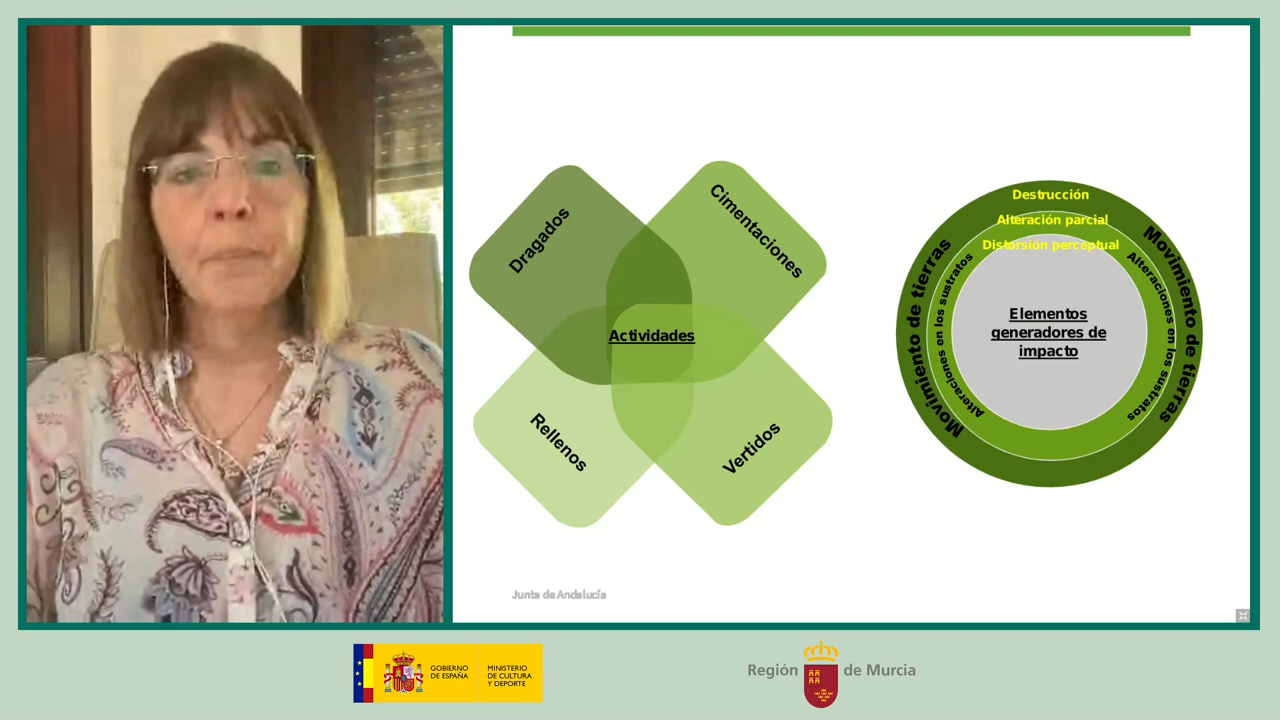 Dragados
Cimentaciones
Actividades
Rellenos
Vertidos
Destrucción
Alteración parcial
Distorsión perceptual
Movimiento de tierras
Alteraciones en los sustratos
Alteraciones en los sustratos
Movimiento de tierras
Elementos
generadores de
impacto
Junta de Andalucía
GOBIERNO
DE ESPAÑA
MINISTERIO
DE CULTURA
Y DEPORTE
Región de Murcia